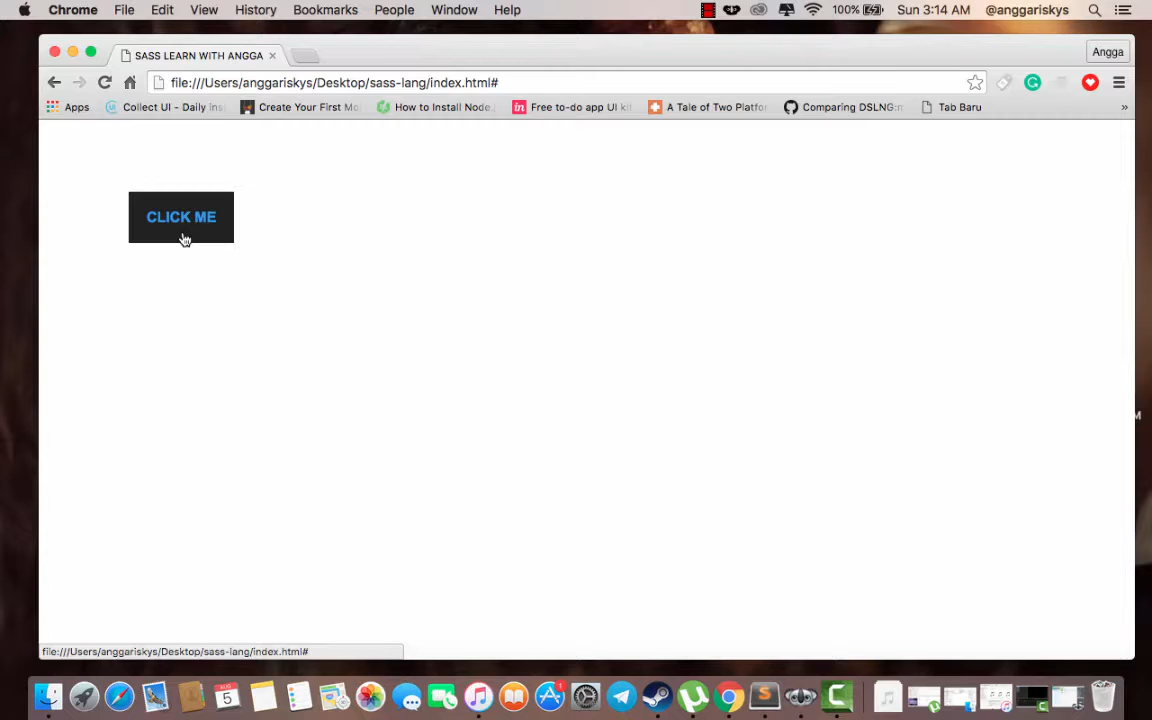 Chrome File Edit View History Bookmarks People Window Help 100% Sun 3:14 AM @anggariskys
SASS LEARN WITH ANGGA Angga
file:///Users/anggariskys/Desktop/sass-lang/index.html#
Apps Collect UI - Daily ins Create Your First Mo How to Install Node. Free to-do app UI kit A Tale of Two Platfor Comparing DSLNG:m Tab Baru »
CLICK ME
file:///Users/anggariskys/Desktop/sass-lang/index.html#
5